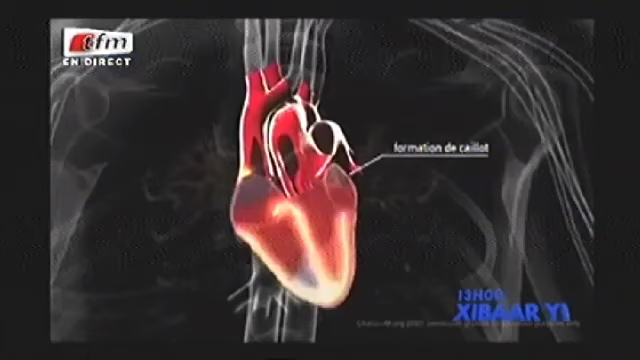 tfm
EN DIRECT
formation de caillot
13H00
XIBAAR YI